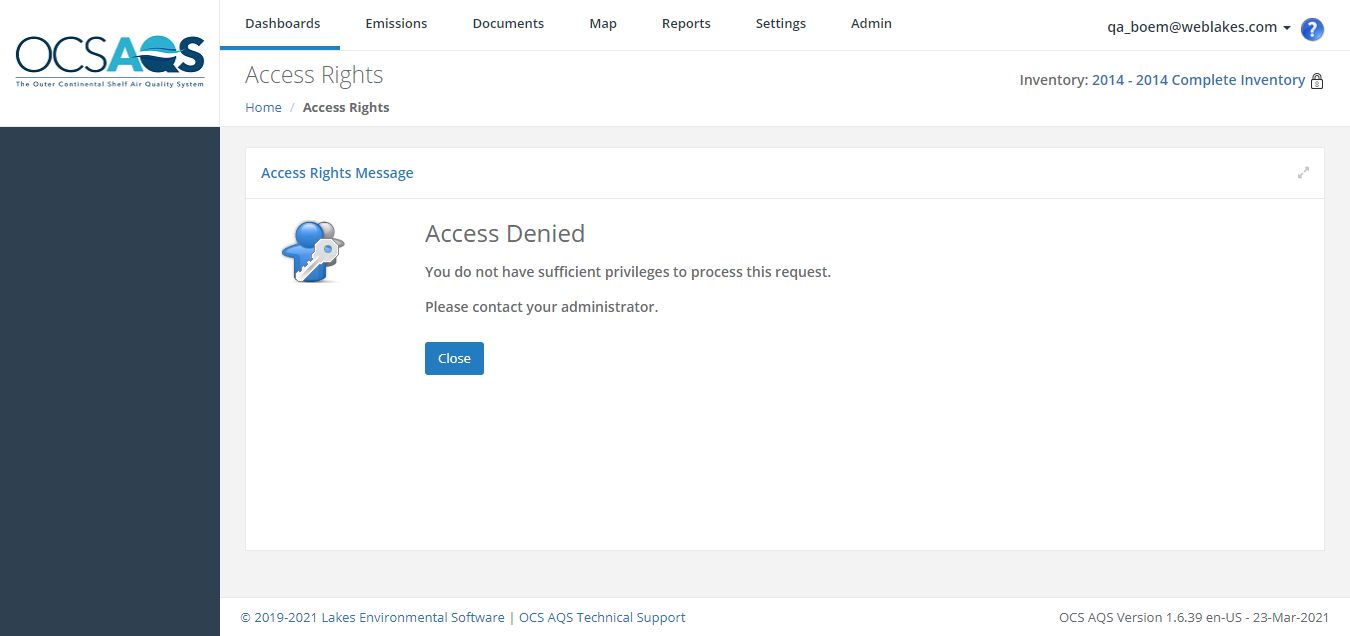 OCSAQS
The Outer Continental Shelf Air Quality System
Dashboards Emissions Documents Map Reports Settings Admin
qa_boem@weblakes.com ?
Access Rights
Inventory: 2014 - 2014 Complete Inventory
Home / Access Rights
Access Rights Message
Access Denied
You do not have sufficient privileges to process this request.
Please contact your administrator.
Close
© 2019-2021 Lakes Environmental Software | OCS AQS Technical Support
OCS AQS Version 1.6.39 en-US - 23-Mar-2021